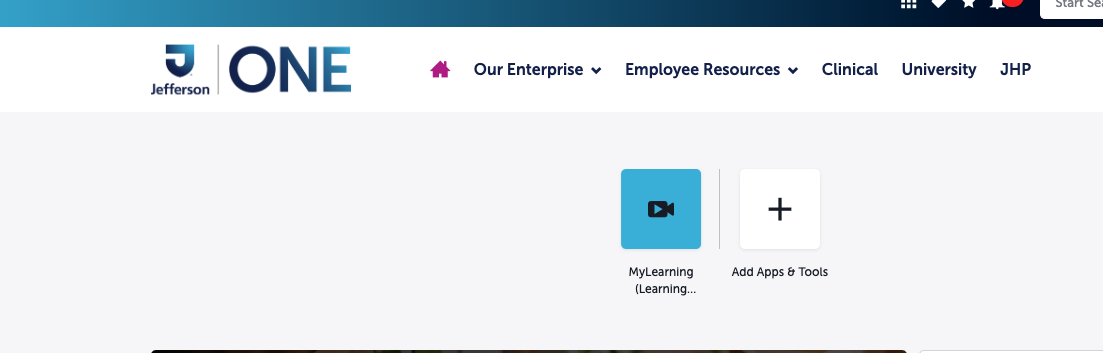 Start Sea
Jefferson
ONE
Our Enterprise
Employee Resources
Clinical
University
JHP
MyLearning
(Learning...
Add Apps & Tools